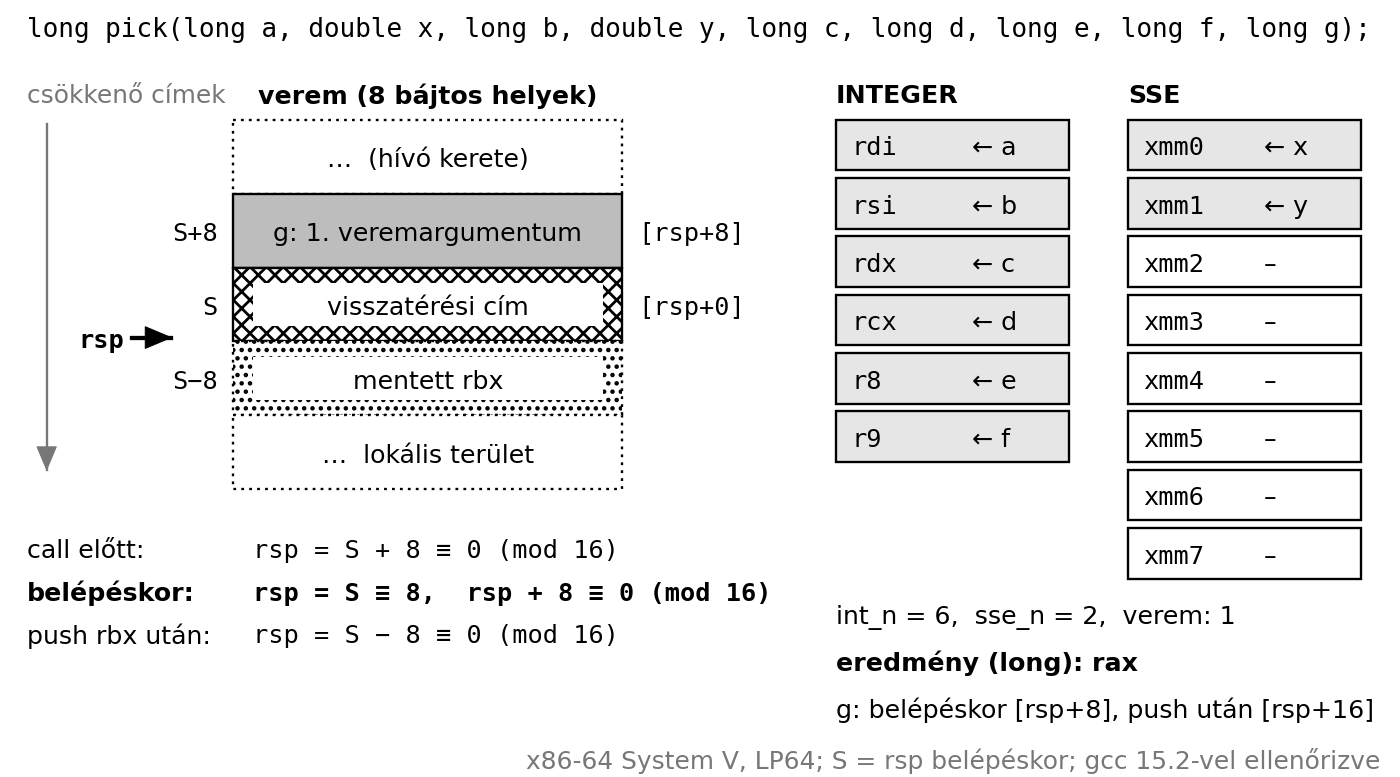 long pick(long a, double x, long b, double y, long c, long d, long e, long f, long g);
csökkenő címek
verem (8 bájtos helyek)
… (hívó kerete)
S+8
g: 1. veremargumentum
[rsp+8]
S
visszatérési cím
[rsp+0]
rsp
S−8
mentett rbx
… lokális terület
call előtt: rsp = S + 8 ≡ 0 (mod 16)
belépéskor: rsp = S ≡ 8, rsp + 8 ≡ 0 (mod 16)
push rbx után: rsp = S − 8 ≡ 0 (mod 16)
INTEGER
rdi ← a
rsi ← b
rdx ← c
rcx ← d
r8 ← e
r9 ← f
SSE
xmm0 ← x
xmm1 ← y
xmm2 –
xmm3 –
xmm4 –
xmm5 –
xmm6 –
xmm7 –
int_n = 6, sse_n = 2, verem: 1
eredmény (long): rax
g: belépéskor [rsp+8], push után [rsp+16]
x86-64 System V, LP64; S = rsp belépéskor; gcc 15.2-vel ellenőrizve